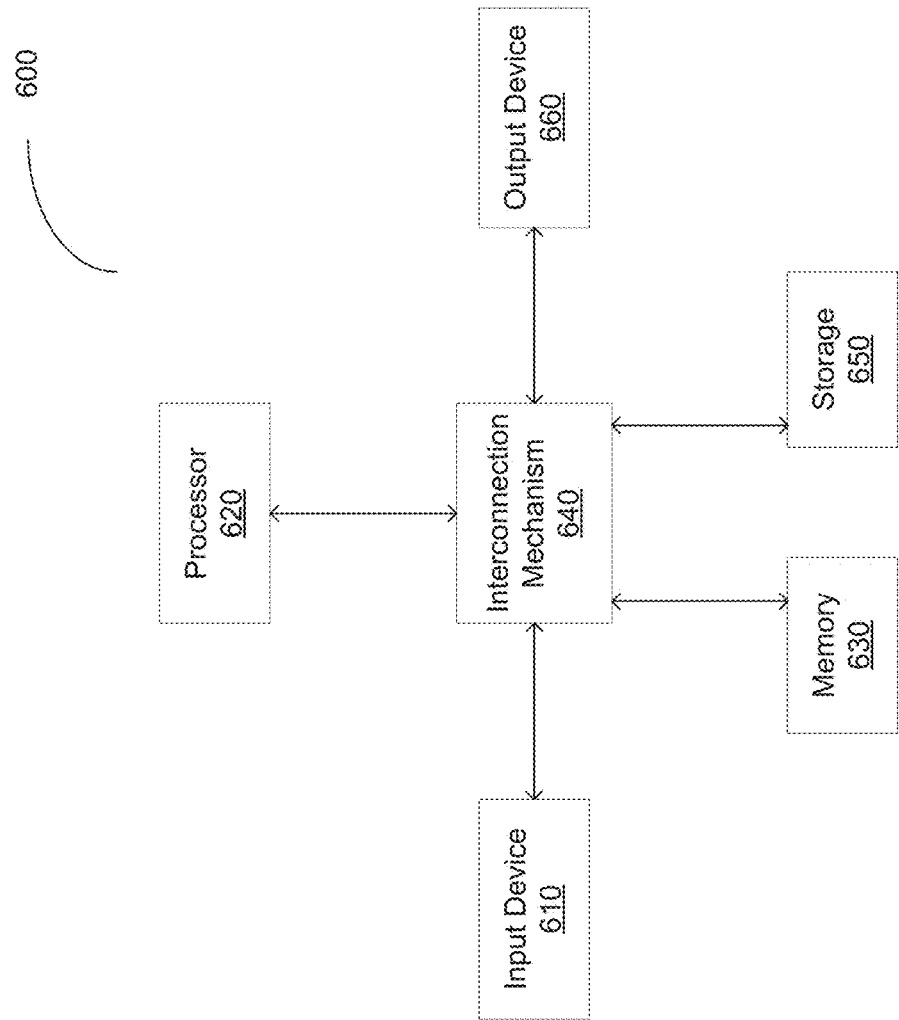 600
Processor
620
Input Device
610
Interconnection
Mechanism
640
Output Device
660
Memory
630
Storage
650